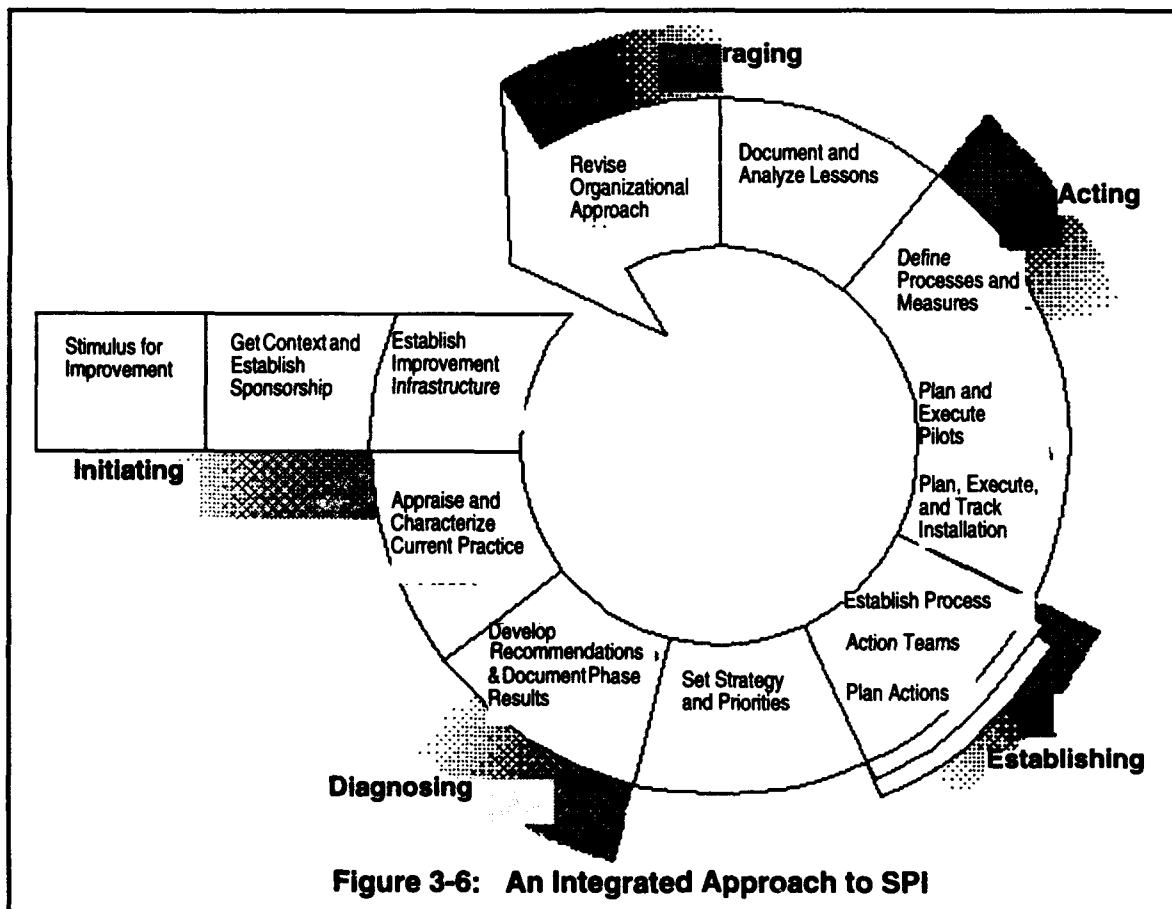 raging
Revise
Organizational
Approach
Document and
Analyze Lessons
Acting
Define
Processes and
Measures
Stimulus for
Improvement
Get Context and
Establish
Sponsorship
Establish
Improvement
Infrastructure
Plan and
Execute
Pilots
Initiating
Appraise and
Characterize
Current Practice
Plan, Execute,
and Track
Installation
Establish Process
Action Teams
Plan Actions
Develop
Recommendations
& Document Phase
Results
Set Strategy
and Priorities
Diagnosing
Establishing
Figure 3-6: An Integrated Approach to SPI